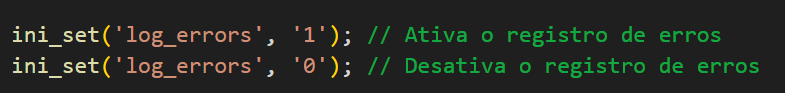 ini_set('log_errors', '1'); // Ativa o registro de erros
ini_set('log_errors', '0'); // Desativa o registro de erros